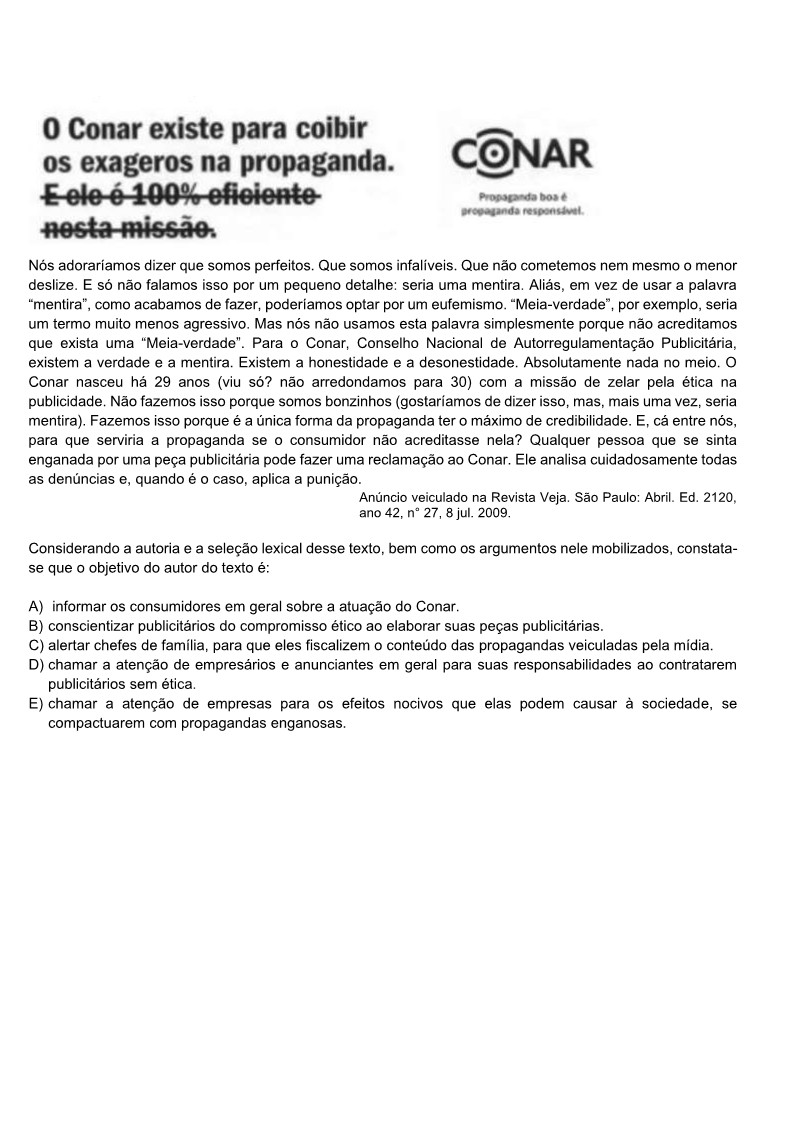 O Conar existe para coibir
os exageros na propaganda.
E ele é 100% eficiente
nesta missão.
CONAR
Propaganda boa é
propaganda responsável.
Nós adoraríamos dizer que somos perfeitos. Que somos infalíveis. Que não cometemos nem mesmo o menor
deslize. E só não falamos isso por um pequeno detalhe: seria uma mentira. Aliás, em vez de usar a palavra
“mentira”, como acabamos de fazer, poderíamos optar por um eufemismo. “Meia-verdade”, por exemplo, seria
um termo muito menos agressivo. Mas nós não usamos esta palavra simplesmente porque não acreditamos
que exista uma “Meia-verdade”. Para o Conar, Conselho Nacional de Autorregulamentação Publicitária,
existem a verdade e a mentira. Existem a honestidade e a desonestidade. Absolutamente nada no meio. O
Conar nasceu há 29 anos (viu só? não arredondamos para 30) com a missão de zelar pela ética na
publicidade. Não fazemos isso porque somos bonzinhos (gostaríamos de dizer isso, mas, mais uma vez, seria
mentira). Fazemos isso porque é a única forma da propaganda ter o máximo de credibilidade. E, cá entre nós,
para que serviria a propaganda se o consumidor não acreditasse nela? Qualquer pessoa que se sinta
enganada por uma peça publicitária pode fazer uma reclamação ao Conar. Ele analisa cuidadosamente todas
as denúncias e, quando é o caso, aplica a punição.
Anúncio veiculado na Revista Veja. São Paulo: Abril. Ed. 2120,
ano 42, n° 27, 8 jul. 2009.
Considerando a autoria e a seleção lexical desse texto, bem como os argumentos nele mobilizados, constata-
se que o objetivo do autor do texto é:
A) informar os consumidores em geral sobre a atuação do Conar.
B) conscientizar publicitários do compromisso ético ao elaborar suas peças publicitárias.
C) alertar chefes de família, para que eles fiscalizem o conteúdo das propagandas veiculadas pela mídia.
D) chamar a atenção de empresários e anunciantes em geral para suas responsabilidades ao contratarem
publicitários sem ética.
E) chamar a atenção de empresas para os efeitos nocivos que elas podem causar à sociedade, se
compactuarem com propagandas enganosas.